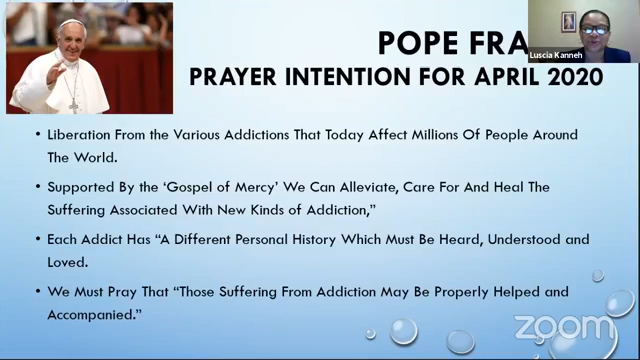 POPE FRA
Luscia Kanneh
PRAYER INTENTION FOR APRIL 2020
• Liberation From the Various Addictions That Today Affect Millions Of People Around
The World.
• Supported By the ‘Gospel of Mercy’ We Can Alleviate, Care For And Heal The
Suffering Associated With New Kinds of Addiction,”
• Each Addict Has “A Different Personal History Which Must Be Heard, Understood and
Loved.
• We Must Pray That “Those Suffering From Addiction May Be Properly Helped and
Accompanied.”
zoom